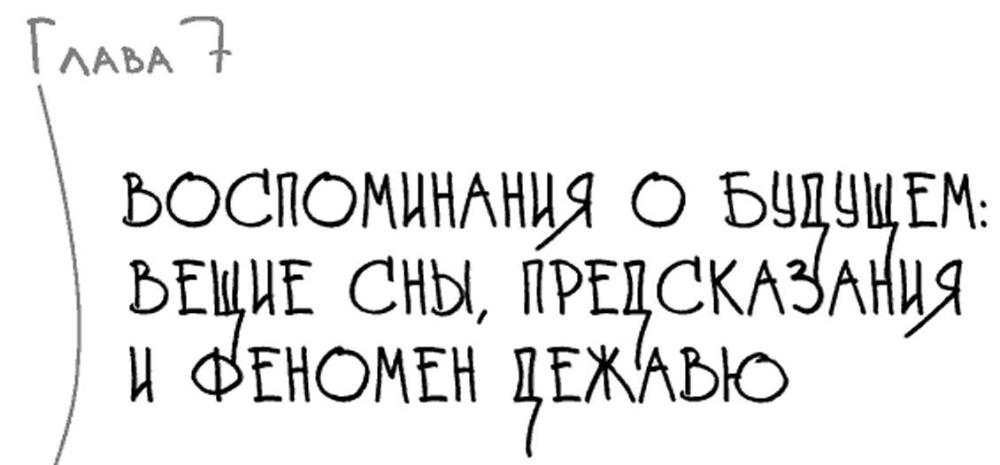 Глава 7
ВОСПОМИНАНИЯ О БУДУЩЕМ:
ВЕЩИЕ СНЫ, ПРЕДСКАЗАНИЯ
И ФЕНОМЕН ДЕЖАВЮ